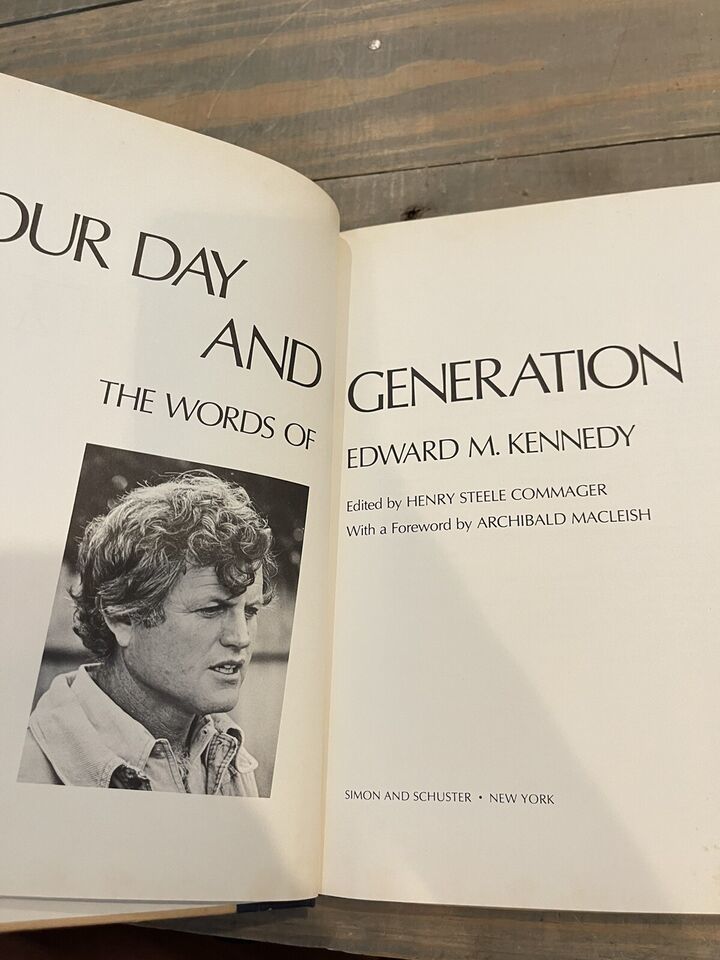 OUR DAY
AND GENERATION
THE WORDS OF EDWARD M. KENNEDY
Edited by HENRY STEELE COMMAGER
With a Foreword by ARCHIBALD MACLEISH
SIMON AND SCHUSTER • NEW YORK